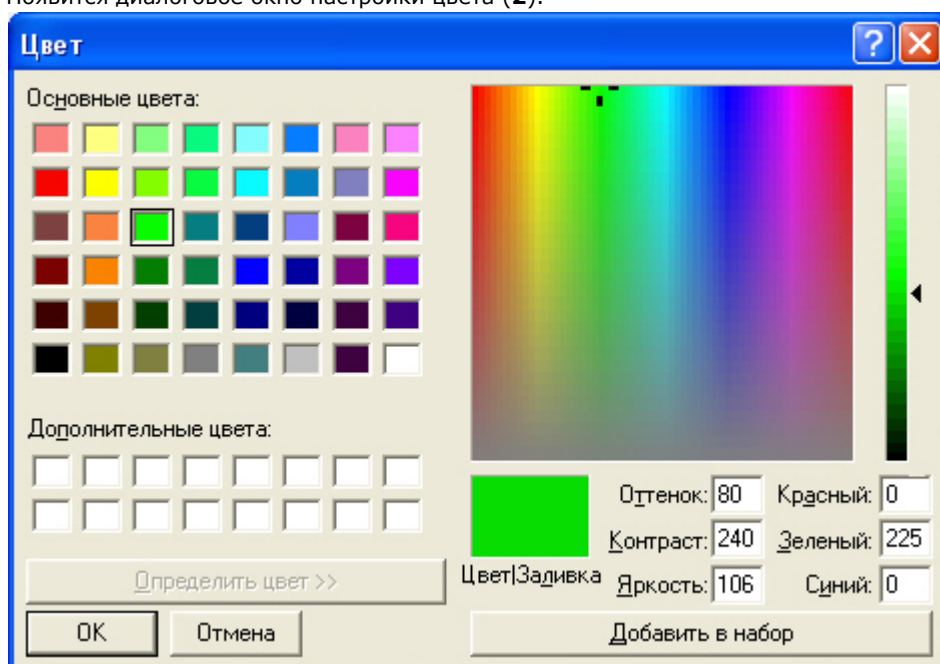 Появится диалоговое окно настройки цвета (2).
Цвет
Основные цвета:
Дополнительные цвета:
Определить цвет >>
OK Отмена
Цвет|Заливка
Оттенок: 80 Красный: 0
Контраст: 240 Зеленый: 225
Яркость: 106 Синий: 0
Добавить в набор